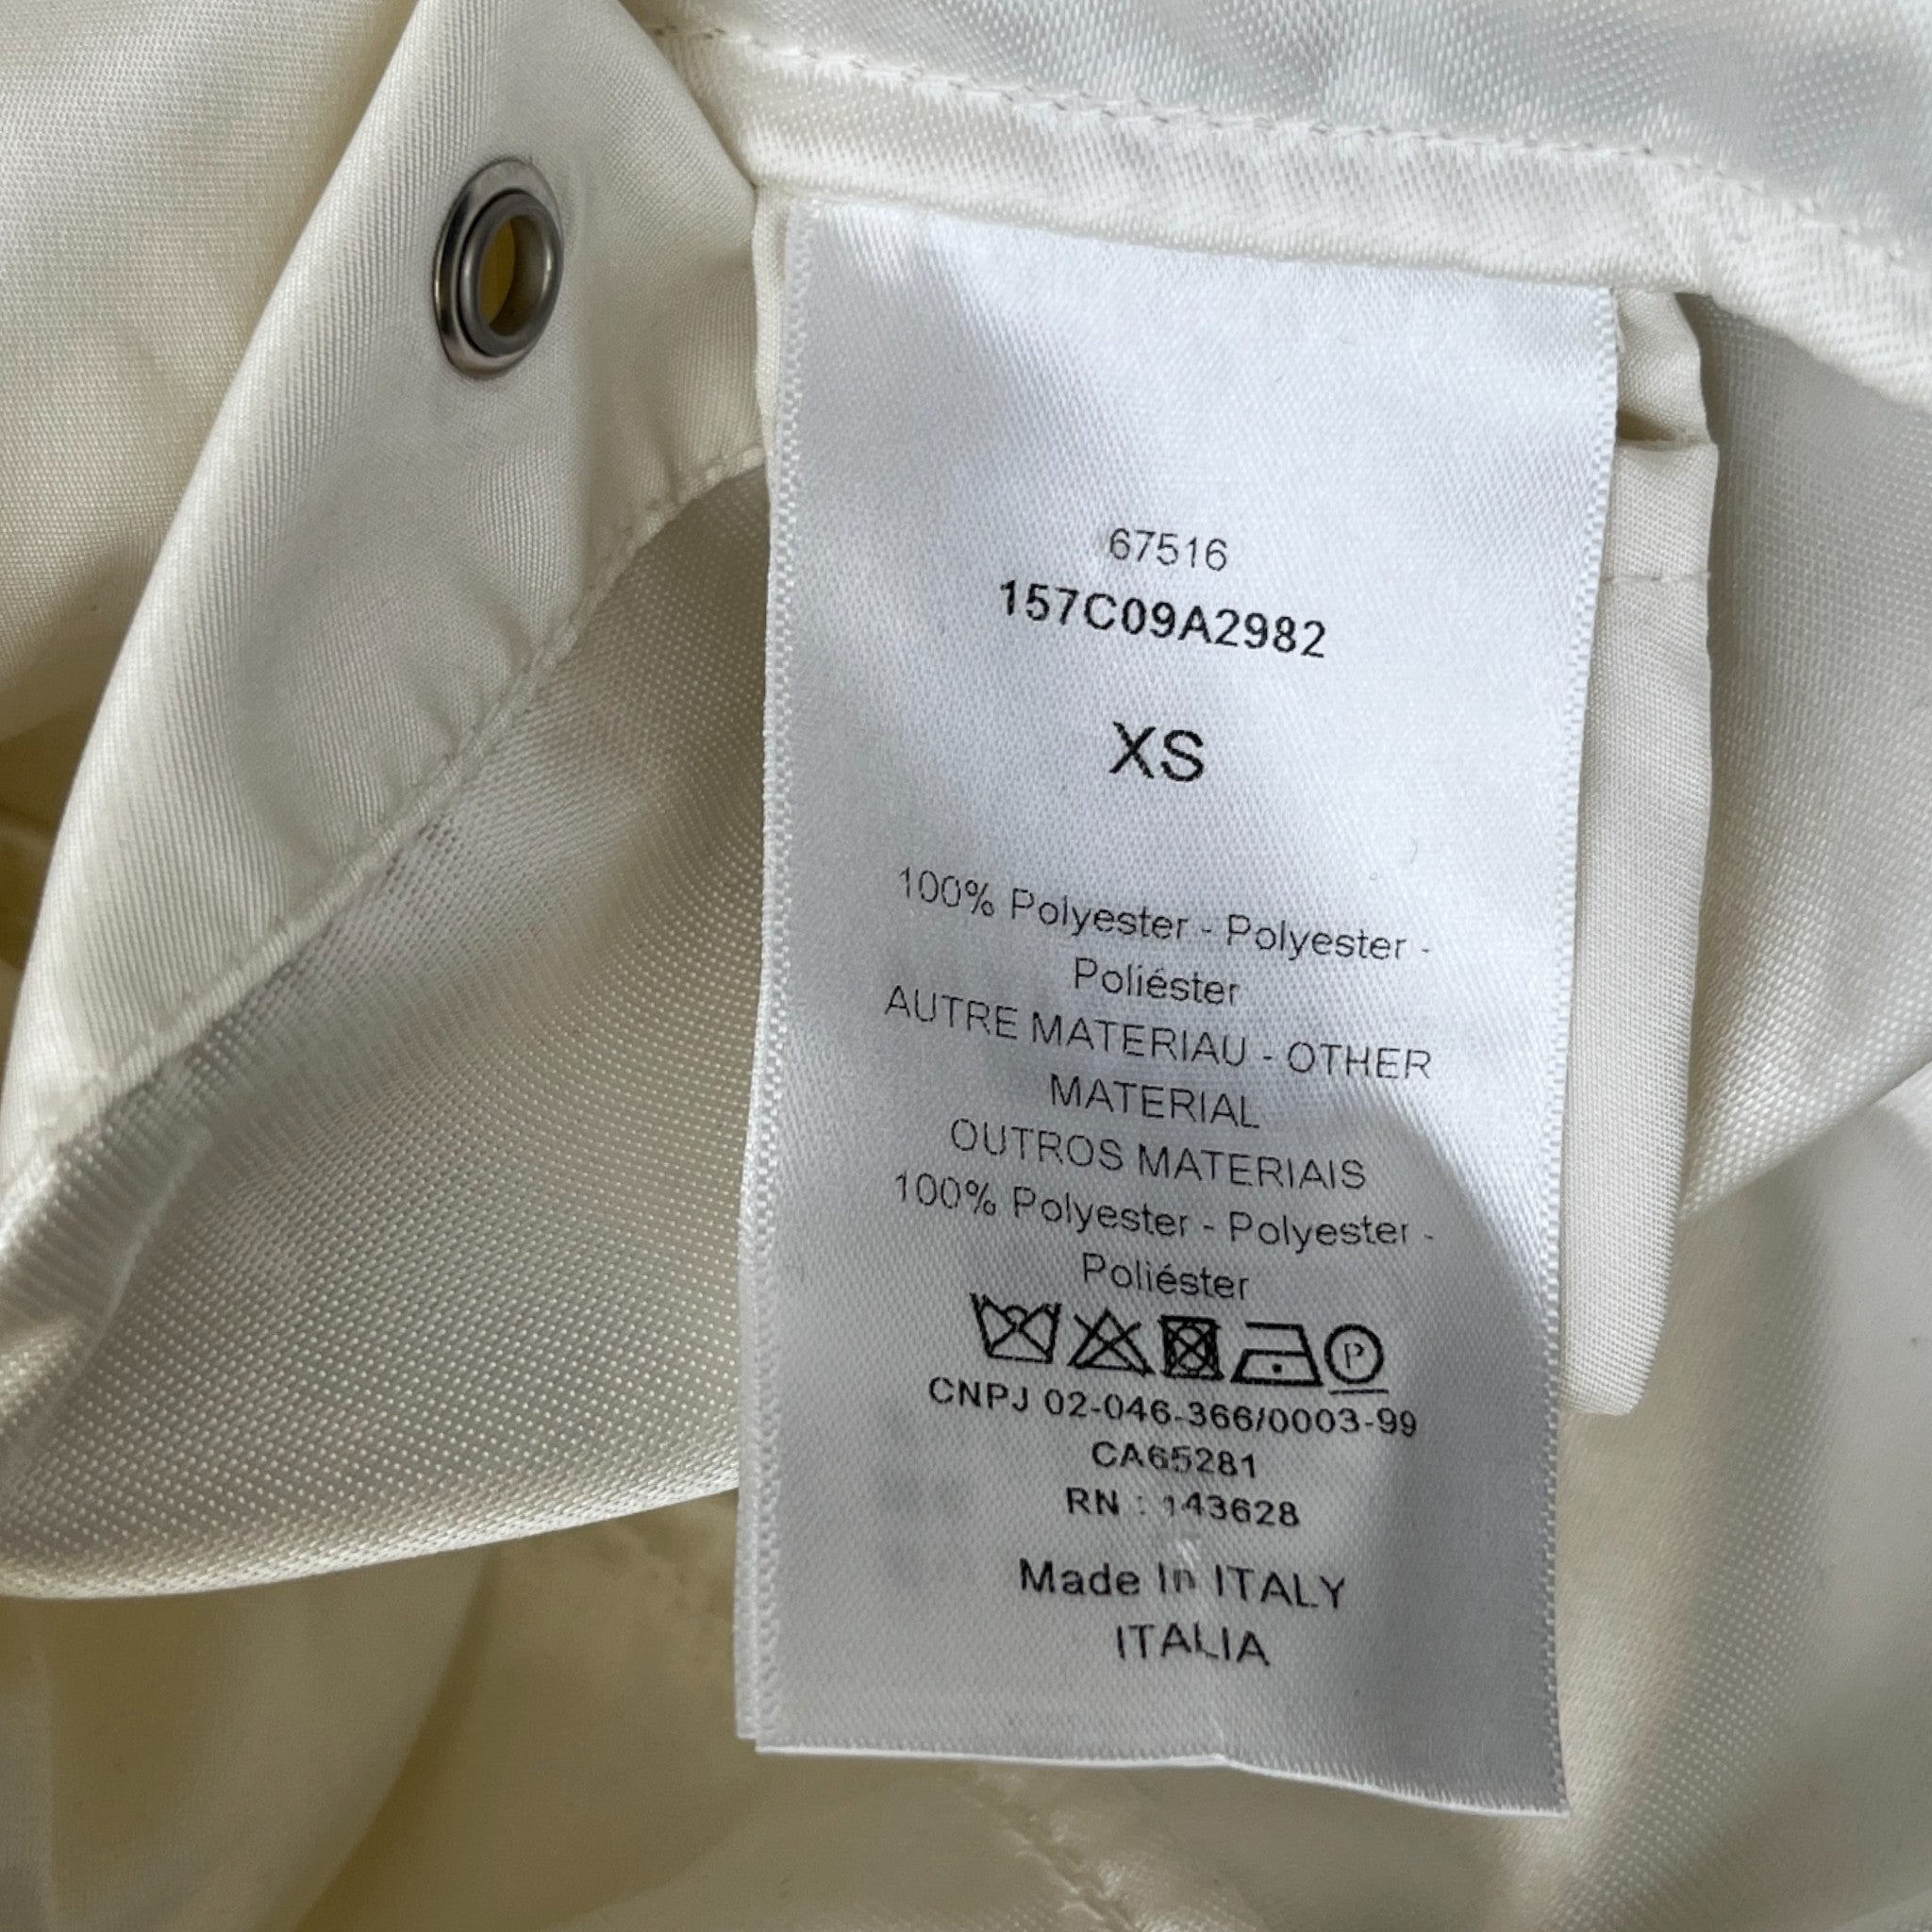 67516
157C09A2982
XS
100% Polyester - Polyester -
Poliéster
AUTRE MATERIAU - OTHER
MATERIAL
OUTROS MATERIAIS
100% Polyester - Polyester -
Poliéster
P
CNPJ 02-046-366/0003-99
CA65281
RN : 143628
Made In ITALY
ITALIA